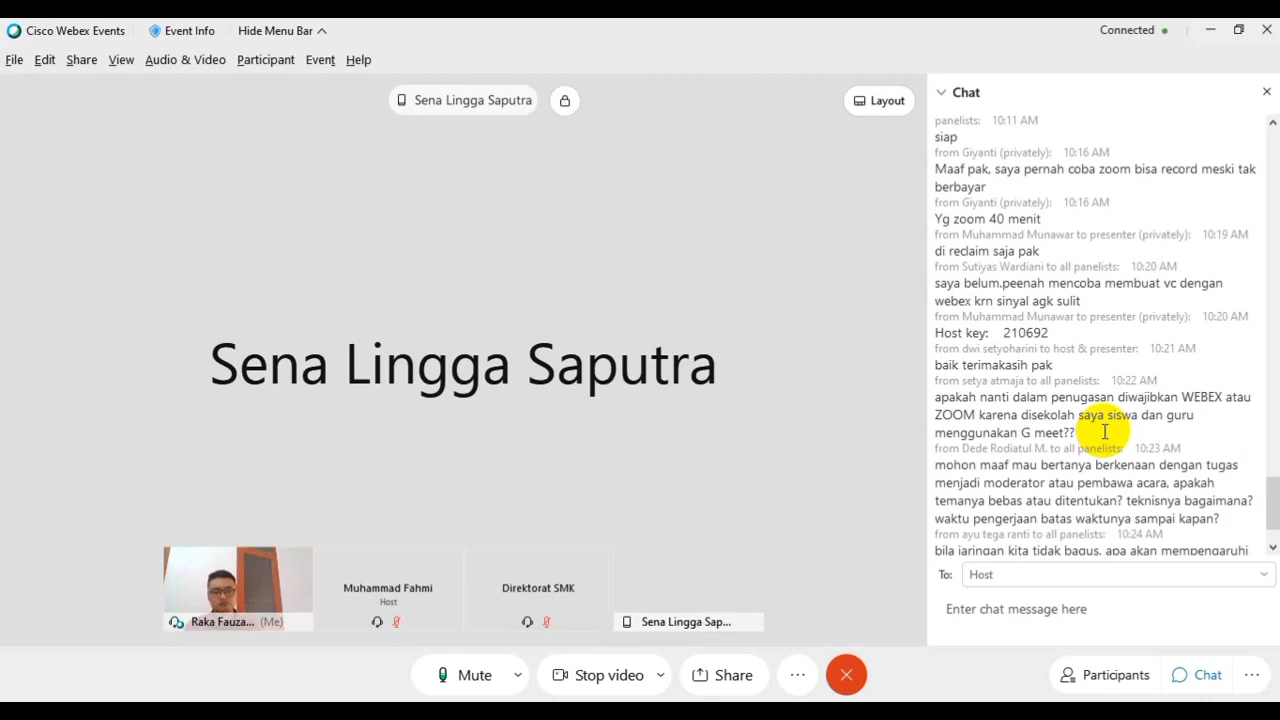 Cisco Webex Events
Event Info
Hide Menu Bar
Connected
File Edit Share View Audio & Video Participant Event Help
Sena Lingga Saputra
Layout
Chat
panelists: 10:11 AM
siap
from Giyanti (privately): 10:16 AM
Maaf pak, saya pernah coba zoom bisa record meski tak
berbayar
from Giyanti (privately): 10:16 AM
Yg zoom 40 menit
from Muhammad Munawar to presenter (privately): 10:19 AM
di reclaim saja pak
from Sutiyas Wardiani to all panelists: 10:20 AM
saya belum.peenah mencoba membuat vc dengan
webex krn sinyal agk sulit
from Muhammad Munawar to presenter (privately): 10:20 AM
Host key: 210692
from dwi setyoharini to host & presenter: 10:21 AM
baik terimakasih pak
from setya atmaja to all panelists: 10:22 AM
apakah nanti dalam penugasan diwajibkan WEBEX atau
ZOOM karena disekolah saya siswa dan guru
menggunakan G meet??
from Dede Rodiatul M. to all panelists: 10:23 AM
mohon maaf mau bertanya berkenaan dengan tugas
menjadi moderator atau pembawa acara, apakah
temanya bebas atau ditentukan? teknisnya bagaimana?
waktu pengerjaan batas waktunya sampai kapan?
from ayu tega ranti to all panelists: 10:24 AM
bila jaringan kita tidak bagus, apa akan mempengaruhi
To: Host
Enter chat message here
Sena Lingga Saputra
Raka Fauza... (Me)
Muhammad Fahmi
Host
Direktorat SMK
Sena Lingga Sap...
Mute
Stop video
Share
Participants
Chat